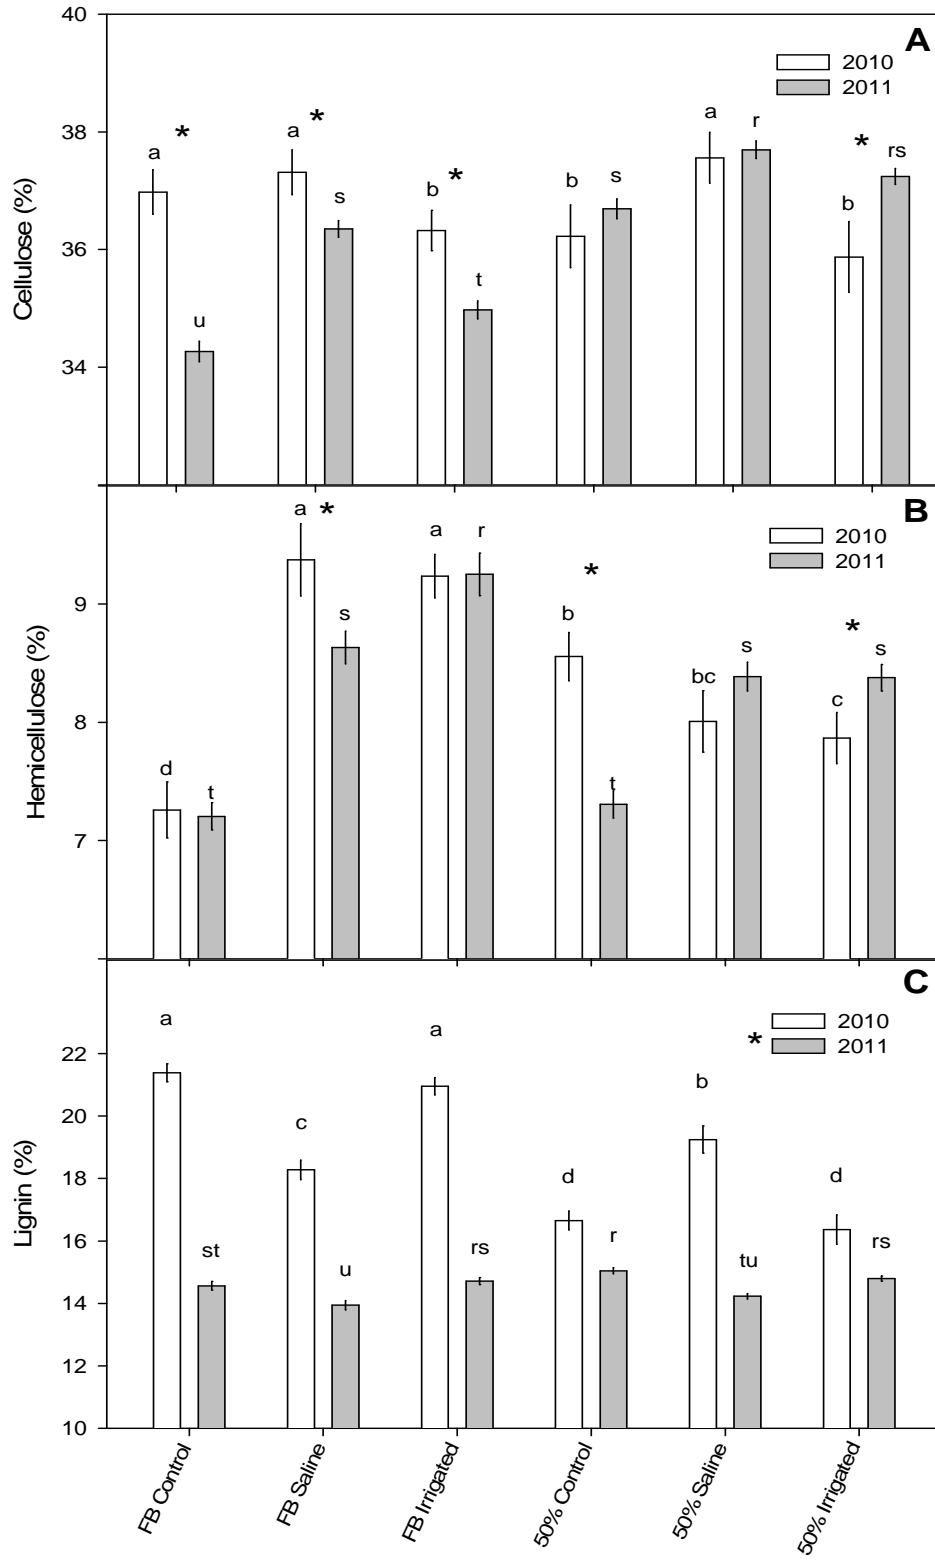 40
A
2010
2011
38
36
34
Cellulose (%)
a
*
u
a
*
s
b
*
t
b
s
a
r
*
b
rs
B
2010
2011
9
8
7
Hemicellulose (%)
d
t
a
*
s
a
r
b
*
t
bc
s
*
c
s
C
2010
* 2011
22
20
18
16
14
12
10
Lignin (%)
a
st
c
u
a
rs
d
r
b
tu
d
rs
FB Control
FB Saline
FB Irrigated
50% Control
50% Saline
50% Irrigated